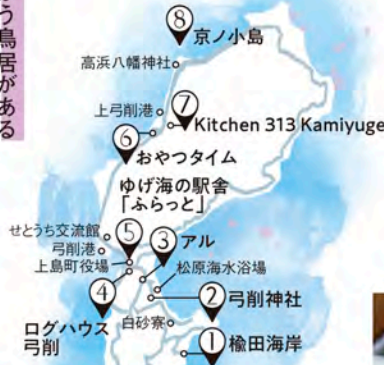 う鳥居がある
⑧
京ノ小島
高浜八幡神社
上弓削港
⑦
Kitchen 313 Kamiyuge
⑥
おやつタイム
ゆげ海の駅舎
「ふらっと」
せとうち交流館
弓削港
⑤
上島町役場
③
アル
松原海水浴場
④
ログハウス
弓削
②
弓削神社
白砂寮
①
楡田海岸